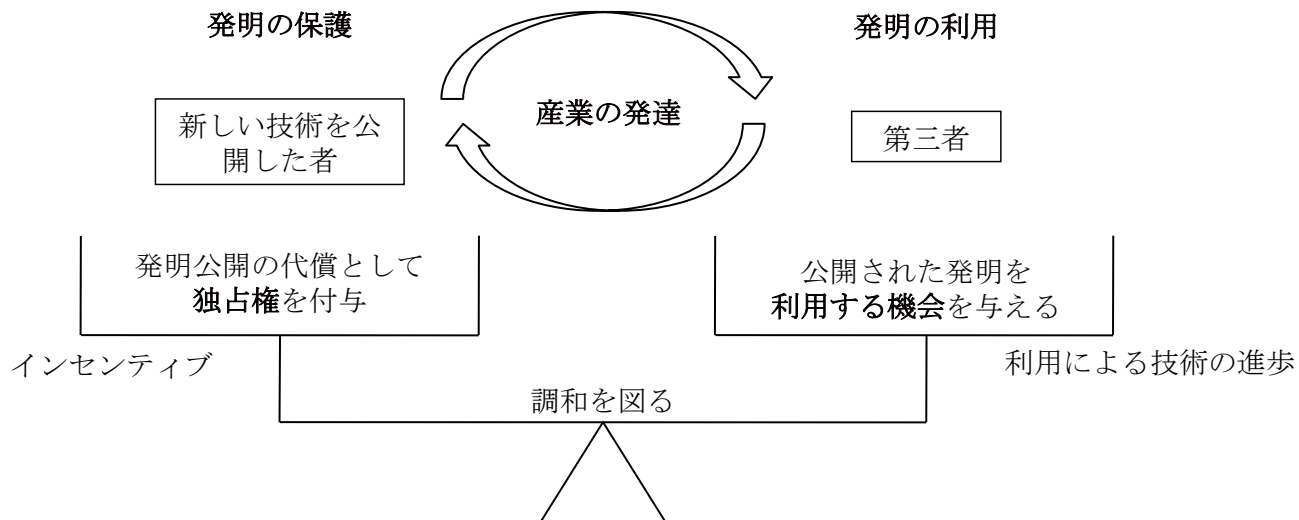 発明の保護
発明の利用
産業の発達
新しい技術を公
開した者
第三者
発明公開の代償として
独占権を付与
公開された発明を
利用する機会を与える
インセンティブ
利用による技術の進歩
調和を図る